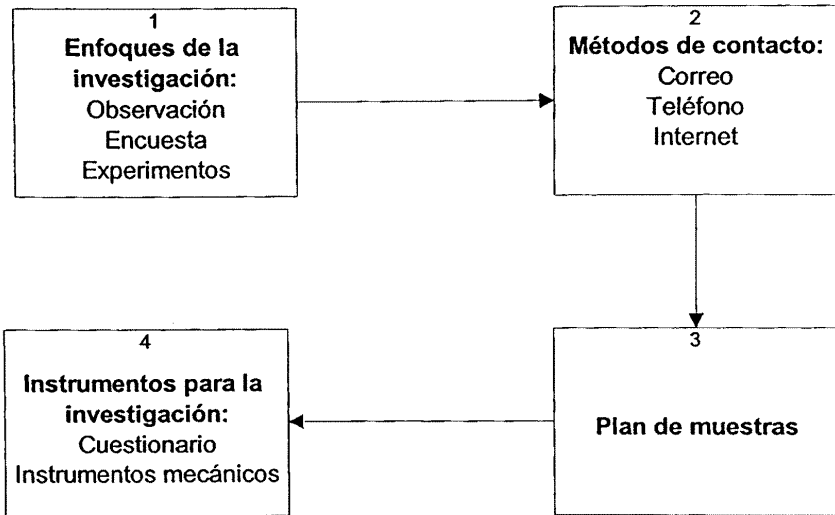 1
Enfoques de la
investigación:
Observación
Encuesta
Experimentos
2
Métodos de contacto:
Correo
Teléfono
Internet
3
Plan de muestras
4
Instrumentos para la
investigación:
Cuestionario
Instrumentos mecánicos